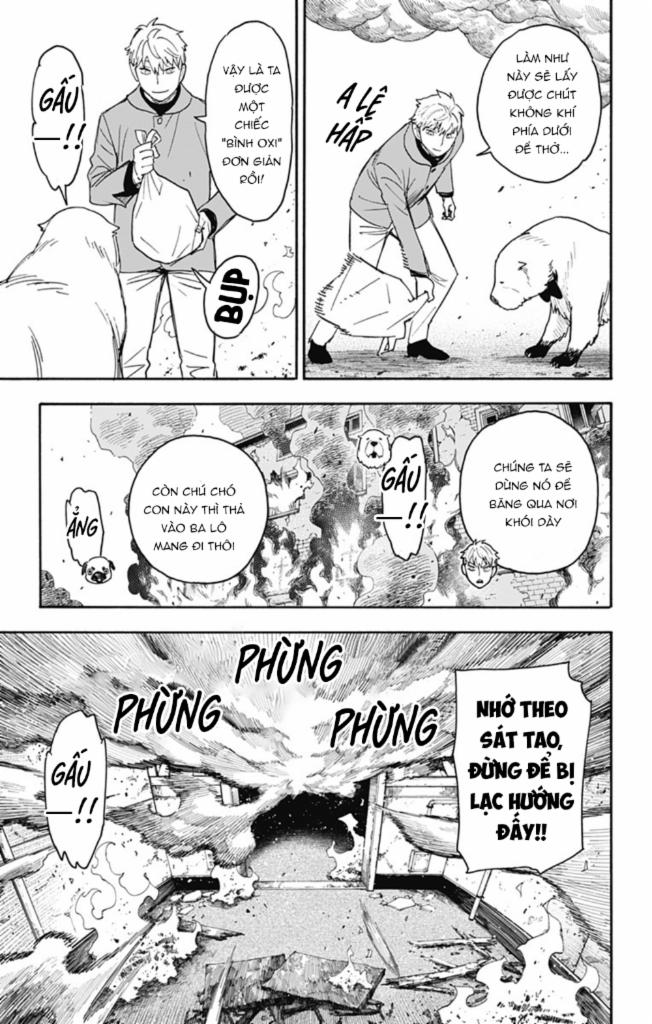 LÀM NHƯ
NÀY SẼ LẤY
ĐƯỢC CHÚT
KHÔNG KHÍ
PHÍA DƯỚI
ĐỂ THỞ...
A LÊ
HẤP
VẬY LÀ TA
ĐƯỢC
MỘT
CHIẾC
"BÌNH OXI"
ĐƠN GIẢN
RỒI!
GẤU
—!!
BỤP
CHÚNG TA SẼ
DÙNG NÓ ĐỂ
BĂNG QUA NƠI
KHÓI DÀY
GẤU
—!!
CÒN CHÚ CHÓ
CON NÀY THÌ THẢ
VÀO BA LÔ
MANG ĐI THÔI
ẲNG
NHỚ THEO
SÁT TAO,
ĐỪNG ĐỂ BỊ
LẠC HƯỚNG
ĐẤY!!
PHỪNG
PHỪNG
PHỪNG
GẤU
—!!